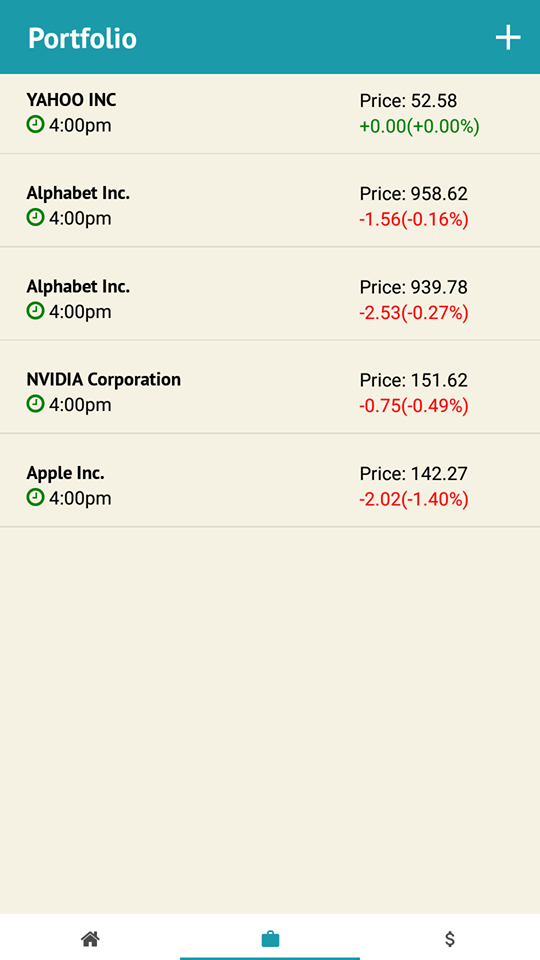 Portfolio
YAHOO INC
Price: 52.58
4:00pm
+0.00(+0.00%)
Alphabet Inc.
Price: 958.62
4:00pm
-1.56(-0.16%)
Alphabet Inc.
Price: 939.78
4:00pm
-2.53(-0.27%)
NVIDIA Corporation
Price: 151.62
4:00pm
-0.75(-0.49%)
Apple Inc.
Price: 142.27
4:00pm
-2.02(-1.40%)
$